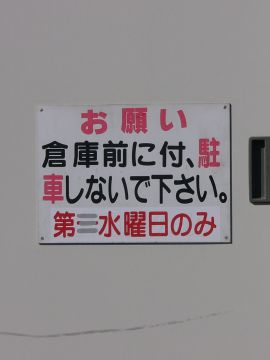 お願い
倉庫前に付、駐
車しないで下さい。
第三水曜日のみ